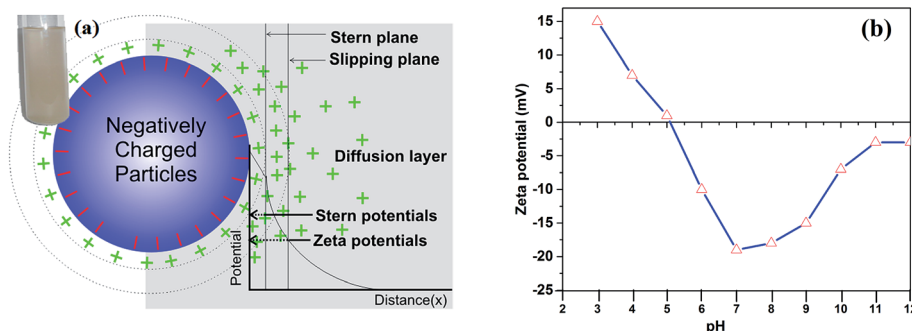 (a)
Stern plane
Slipping plane
Negatively
Charged
Particles
Diffusion layer
Stern potentials
Zeta potentials
Potential
Distance(x)
(b)
Zeta potential (mv)
15
10
5
0
-5
-10
-15
-20
-25
2 3 4 5 6 7 8 9 10 11 12
pH